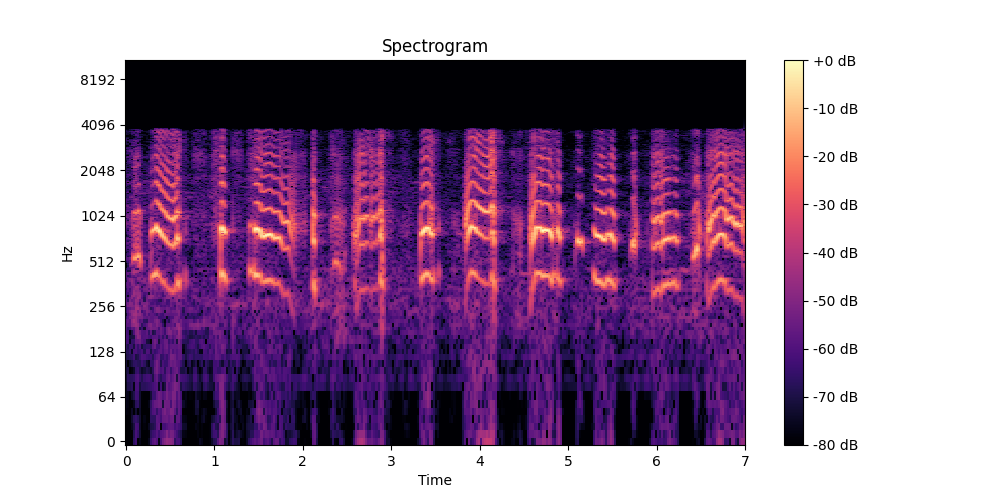 Spectrogram
8192
4096
2048
1024
512
256
128
64
0
Hz
0 1 2 3 4 5 6 7
Time
+0 dB
-10 dB
-20 dB
-30 dB
-40 dB
-50 dB
-60 dB
-70 dB
-80 dB